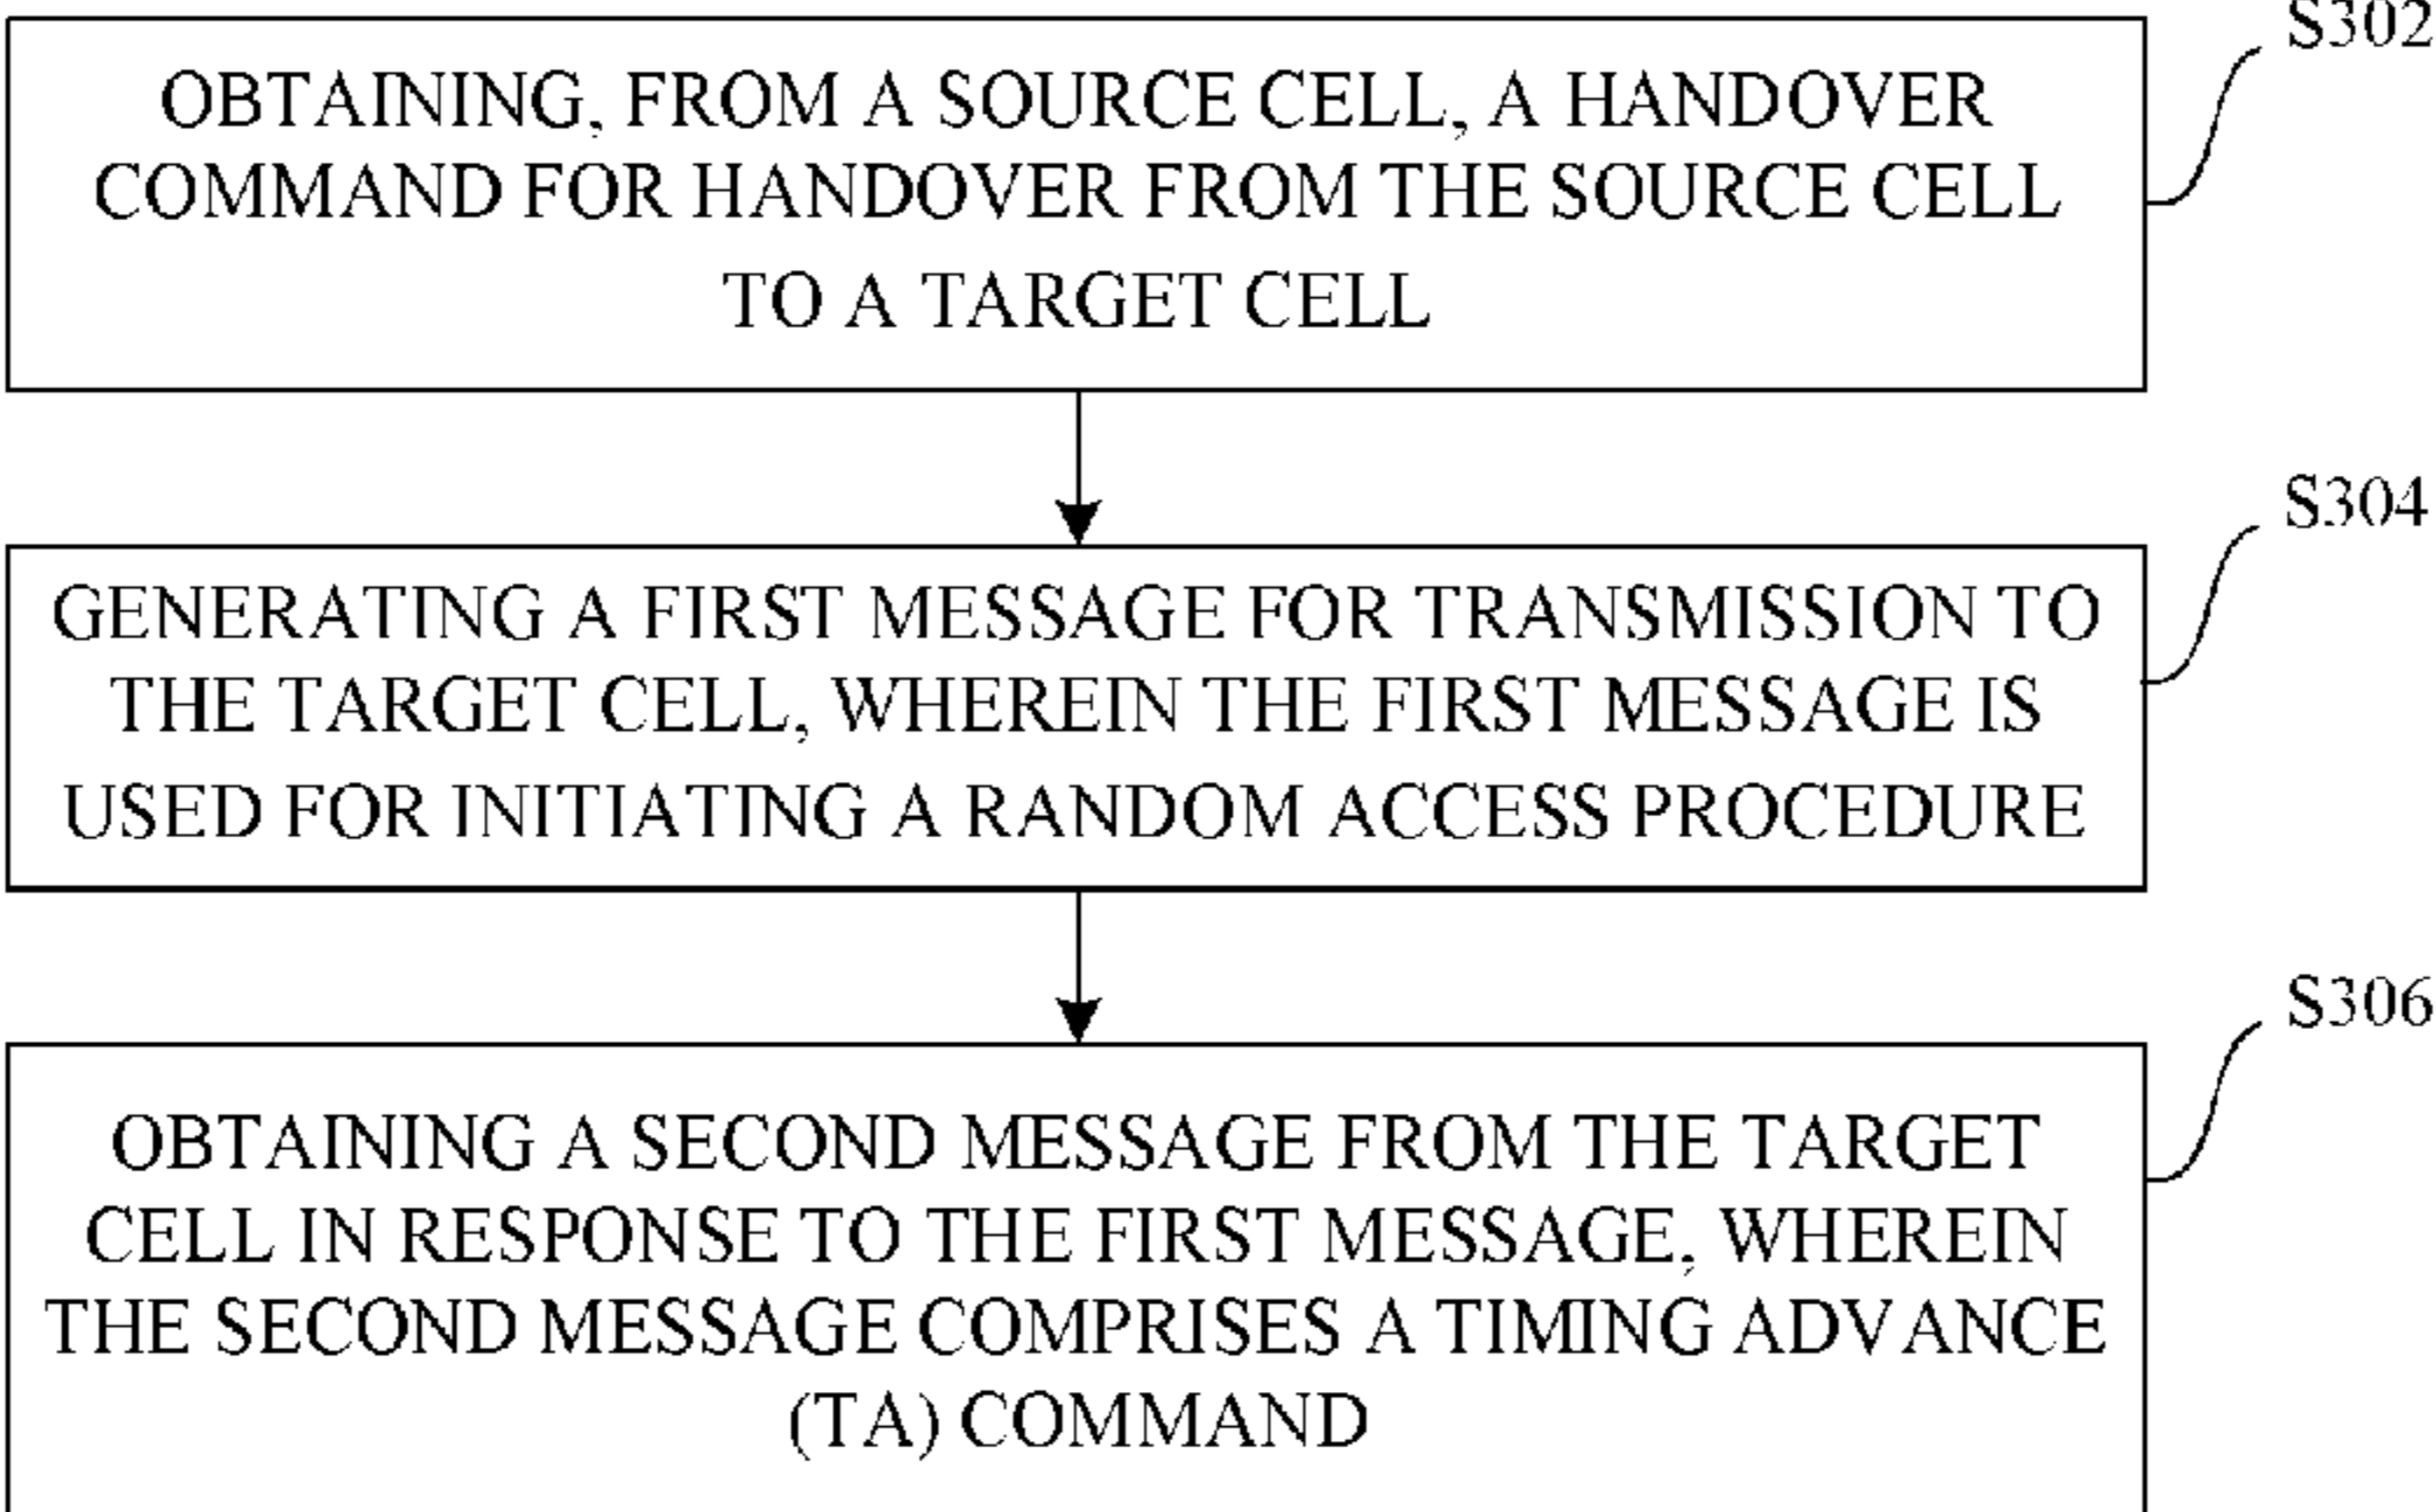 S302
OBTAINING, FROM A SOURCE CELL, A HANDOVER
COMMAND FOR HANDOVER FROM THE SOURCE CELL
TO A TARGET CELL
S304
GENERATING A FIRST MESSAGE FOR TRANSMISSION TO
THE TARGET CELL, WHEREIN THE FIRST MESSAGE IS
USED FOR INITIATING A RANDOM ACCESS PROCEDURE
S306
OBTAINING A SECOND MESSAGE FROM THE TARGET
CELL IN RESPONSE TO THE FIRST MESSAGE, WHEREIN
THE SECOND MESSAGE COMPRISES A TIMING ADVANCE
(TA) COMMAND